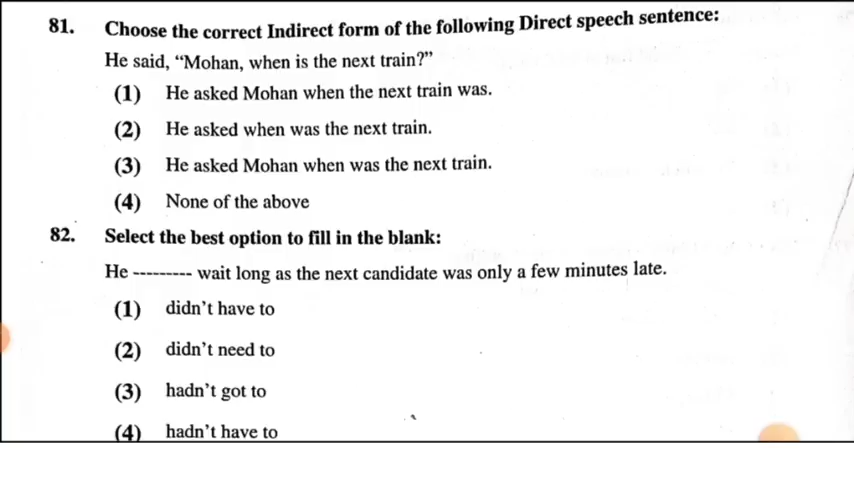 81. Choose the correct Indirect form of the following Direct speech sentence:
He said, “Mohan, when is the next train?”
(1) He asked Mohan when the next train was.
(2) He asked when was the next train.
(3) He asked Mohan when was the next train.
(4) None of the above
82. Select the best option to fill in the blank:
He --------- wait long as the next candidate was only a few minutes late.
(1) didn’t have to
(2) didn’t need to
(3) hadn’t got to
(4) hadn’t have to